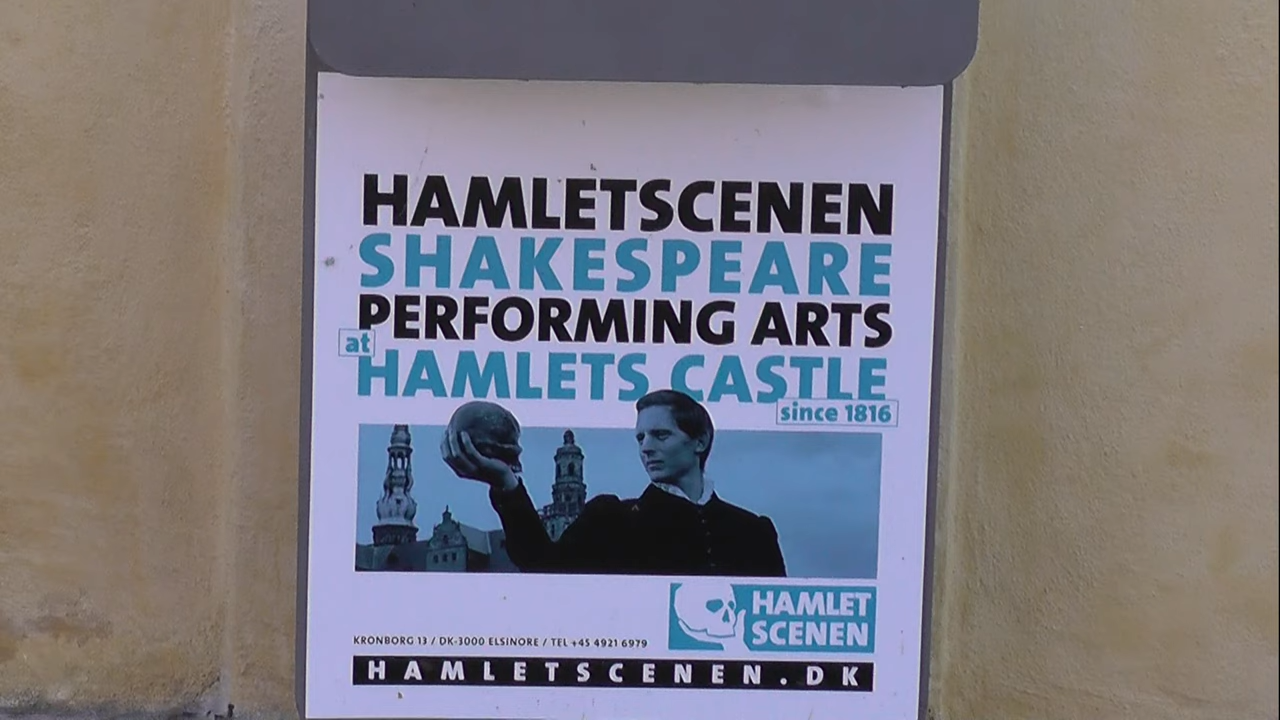 HAMLETSCENEN
SHAKESPEARE
PERFORMING ARTS
at
HAMLETS CASTLE
since 1816
HAMLET
SCENEN
KRONBORG 13 / DK-3000 ELSINORE / TEL +45 4921 6979
HAMLETSCENEN.DK